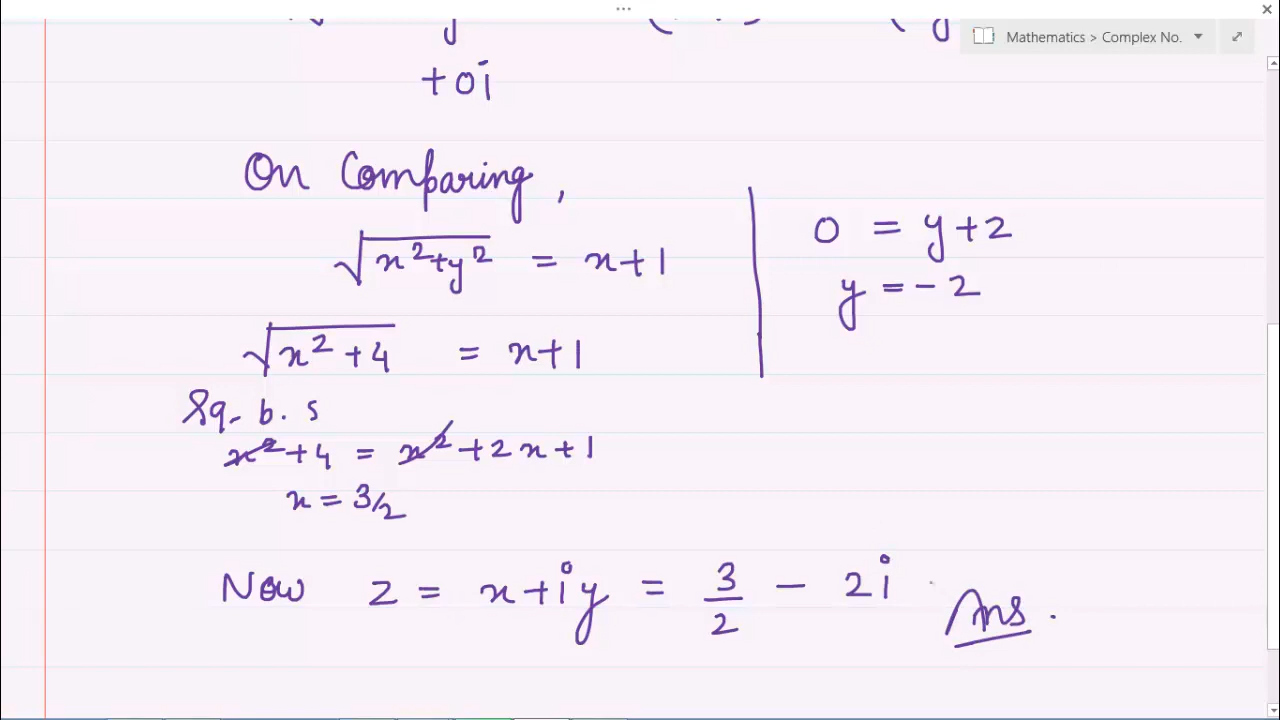 Mathematics > Complex No.
+0i
On Comparing,
√x²+y² = x+1
0 = y+2
y = -2
√x²+4 = x+1
Sq. b. s
x²+4 = x²+2x+1
x = 3/2
Now z = x+iy = 3/2 - 2i Ans.